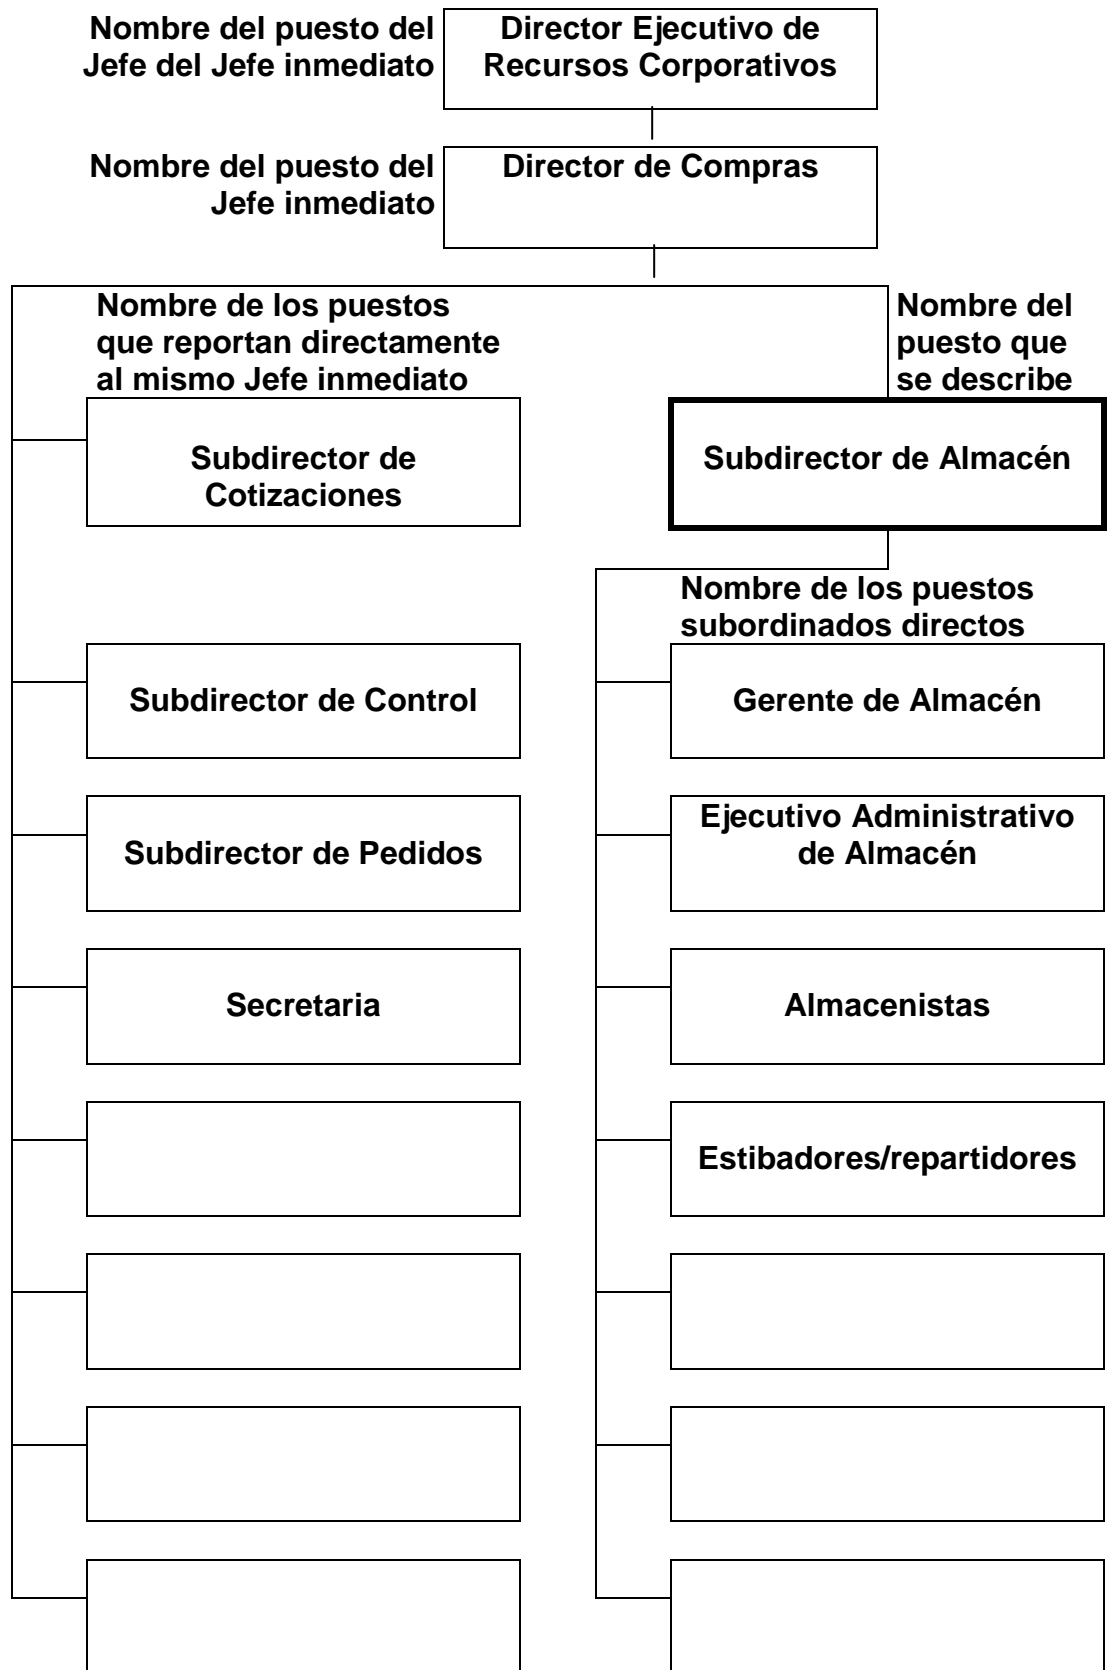 Nombre del puesto del
Jefe del Jefe inmediato
Director Ejecutivo de
Recursos Corporativos
Nombre del puesto del
Jefe inmediato
Director de Compras
Nombre de los puestos
que reportan directamente
al mismo Jefe inmediato
Nombre del
puesto que
se describe
Subdirector de
Cotizaciones
Subdirector de Almacén
Nombre de los puestos
subordinados directos
Subdirector de Control
Gerente de Almacén
Subdirector de Pedidos
Ejecutivo Administrativo
de Almacén
Secretaria
Almacenistas
Estibadores/repartidores